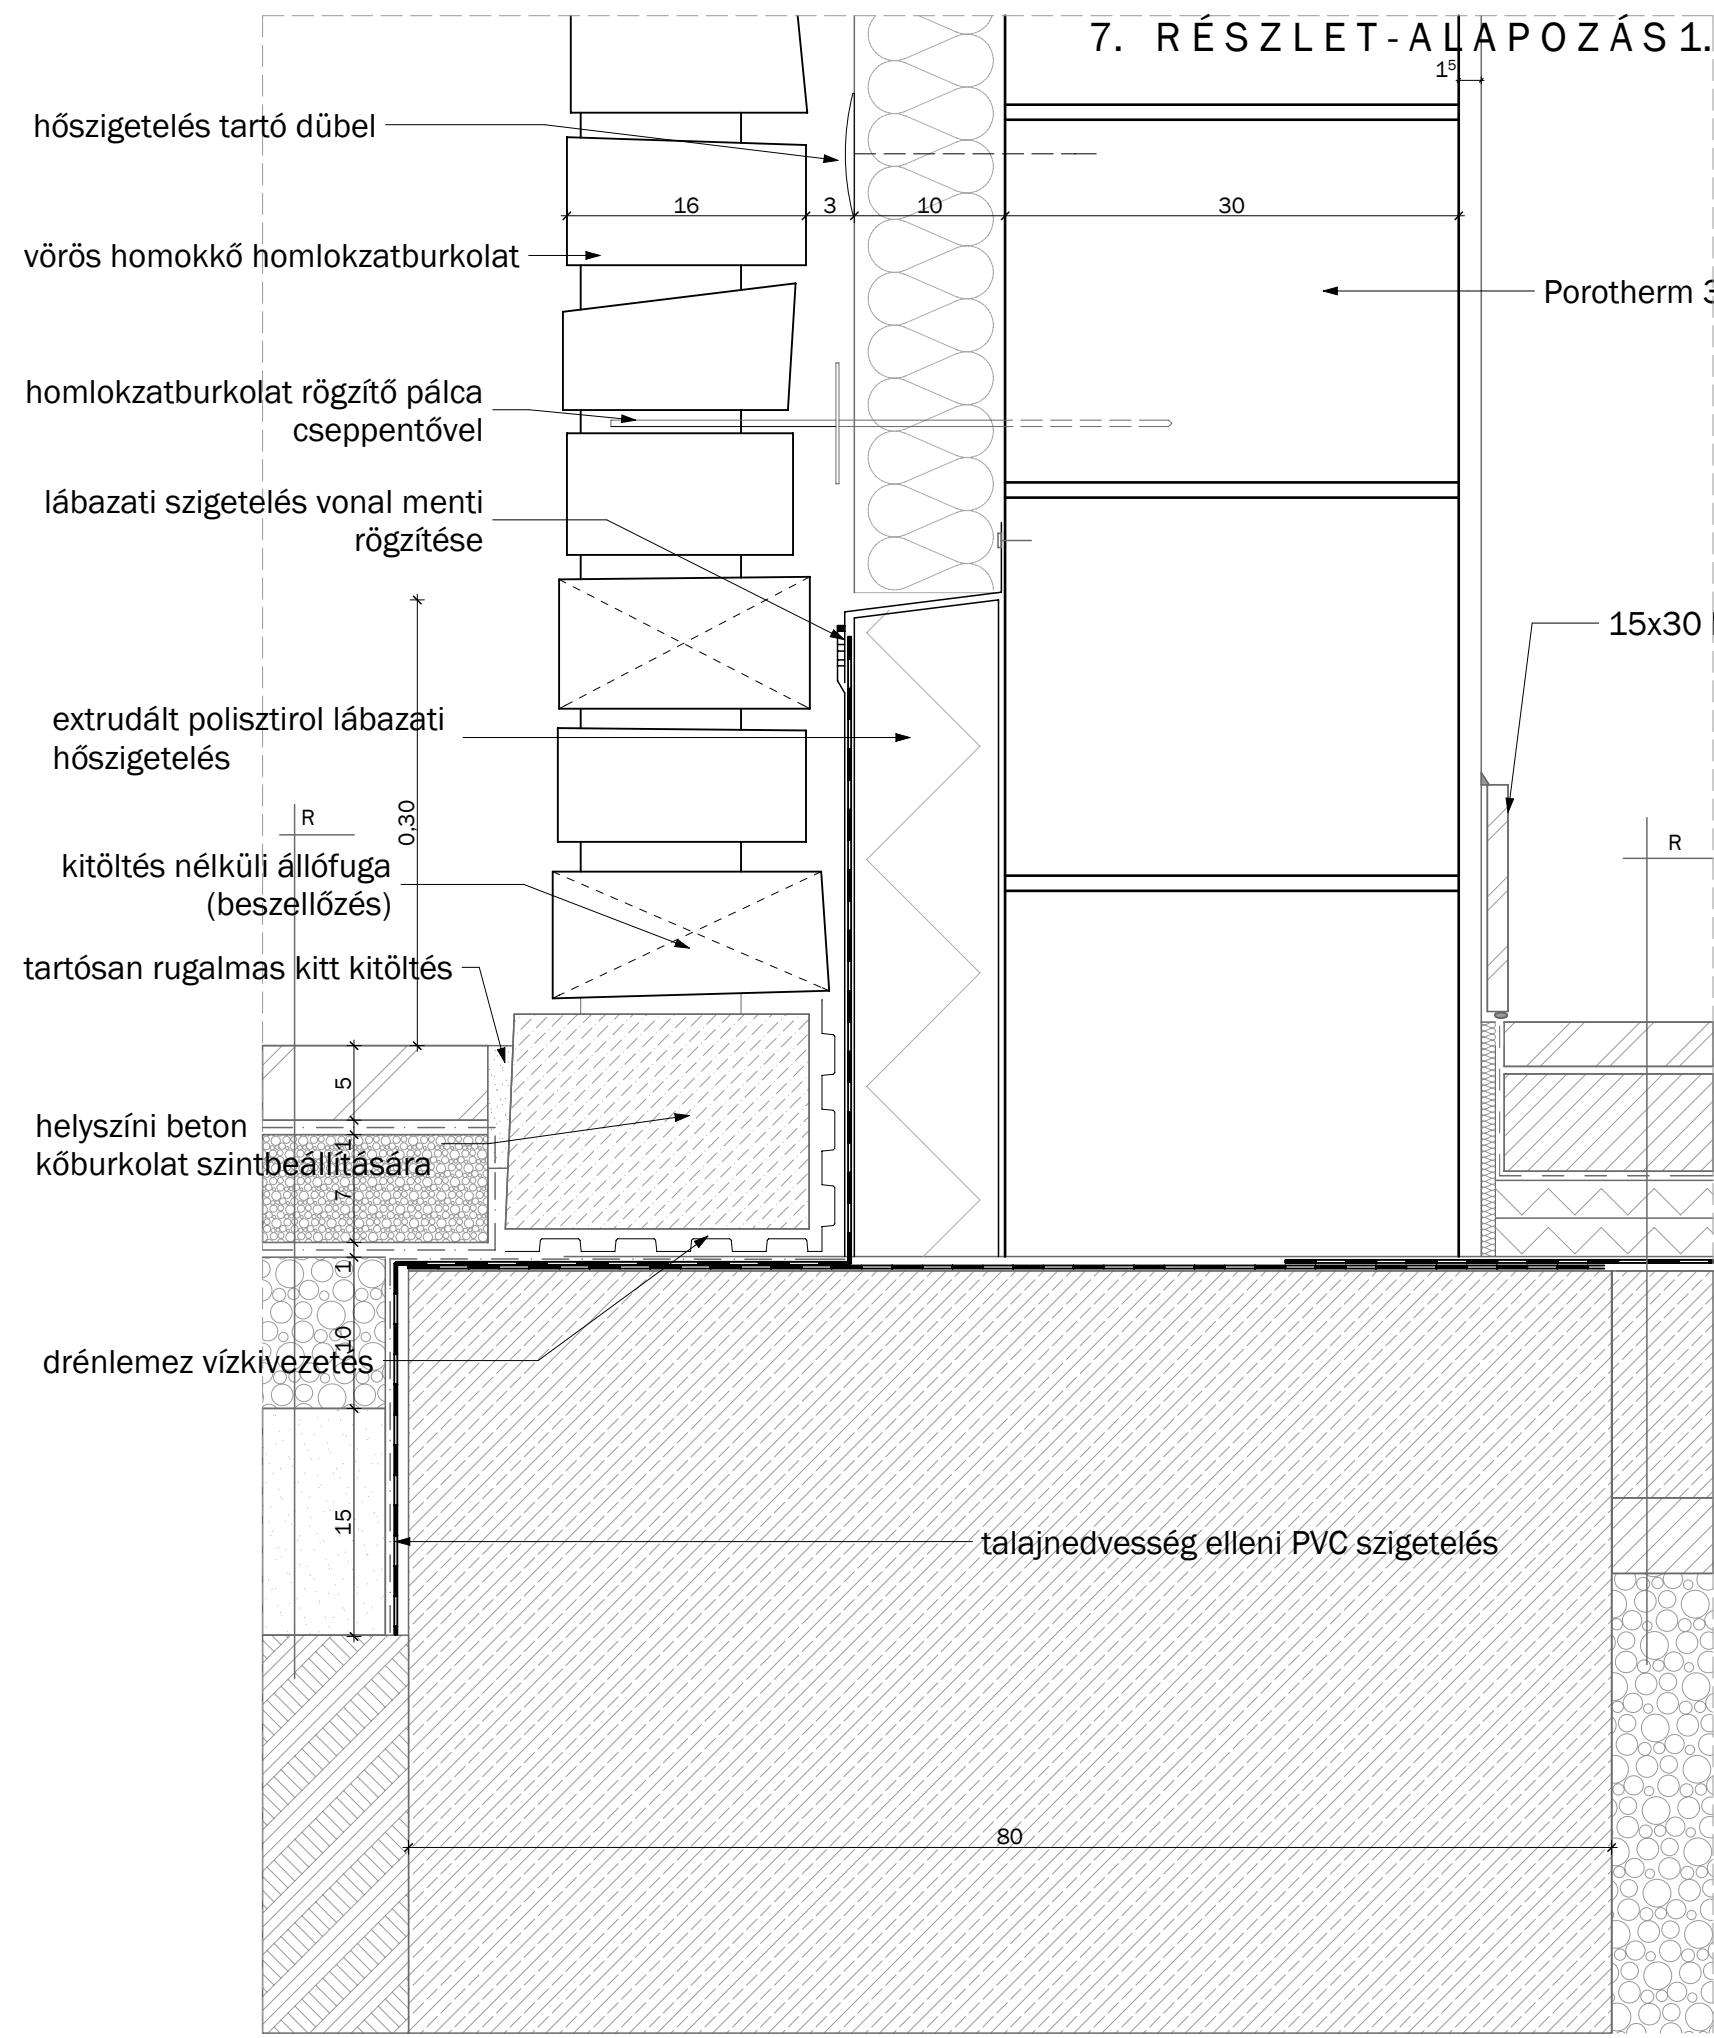 7. RÉSZLET-ALAPOZÁS 1.
1⁵
hőszigetelés tartó dübel
16
3
10
30
vörös homokkő homlokzatburkolat
Porotherm
homlokzatburkolat rögzítő pálca
cseppentővel
lábazati szigetelés vonal menti
rögzítése
15x30
extrudált polisztirol lábazati
hőszigetelés
0,30
R
R
kitöltés nélküli állófuga
(beszellőzés)
tartósan rugalmas kitt kitöltés
5
helyszíni beton
kőburkolat szintbeállítására
1
7
1
10
drénlemez vízkivezetés
15
talajnedvesség elleni PVC szigetelés
80